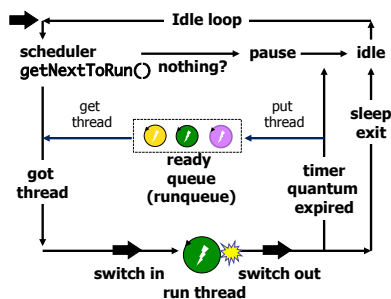 Idle loop
scheduler
getNextToRun()
nothing?
pause
idle
get
thread
put
thread
sleep
exit
ready
queue
(runqueue)
got
thread
timer
quantum
expired
switch in
switch out
run thread